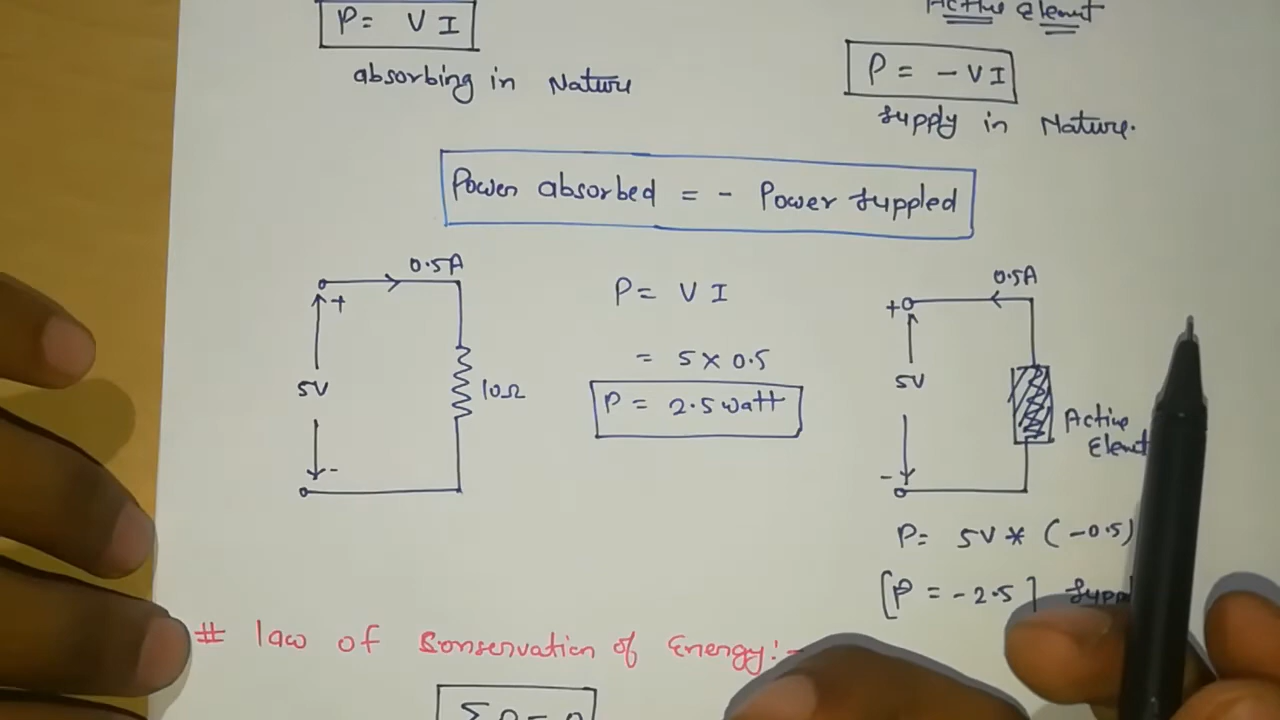 P = VI
absorbing in Nature
Active Element
P = - VI
supply in Nature.
Power absorbed = - Power suppled
0.5A
+
5V
-
10Ω
P = VI
= 5 × 0.5
P = 2.5 watt
0.5A
+
5V
-
Active
Elemt
P = 5V * (-0.5)
[P = -2.5]
# law of Conservation of Energy:-